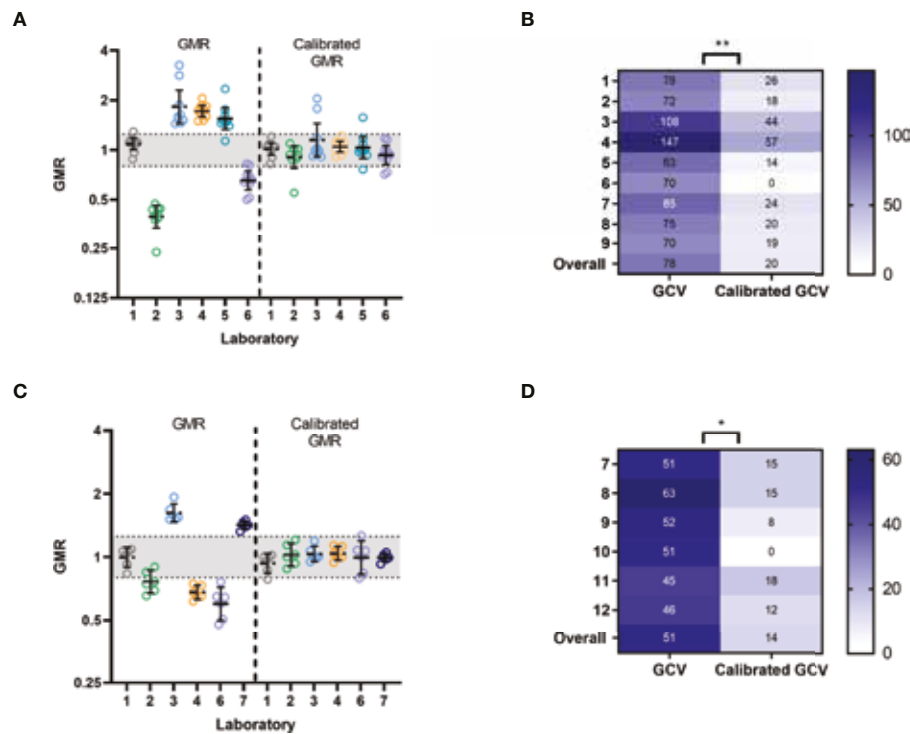 A
GMR
Calibrated
GMR
4
2
1
0.5
0.25
0.125
GMR
1 2 3 4 5 6 1 2 3 4 5 6
Laboratory
B
**
1 78 26
2 72 18
3 108 44
4 147 57
5 63 14
6 70 0
7 85 24
8 75 20
9 70 19
Overall 78 20
GCV Calibrated GCV
100
50
0
C
GMR
Calibrated
GMR
4
2
1
0.5
0.25
GMR
1 2 3 4 6 7 1 2 3 4 6 7
Laboratory
D
*
7 51 15
8 63 15
9 52 8
10 51 0
11 45 18
12 46 12
Overall 51 14
GCV Calibrated GCV
60
40
20
0